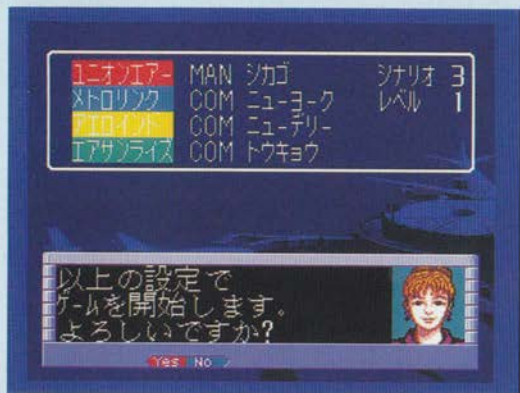 ユニオンエアー MAN シカゴ シナリオ 3
メトロリンク COM ニューヨーク レベル 1
アエロインド COM ニューデリー
エアサンライズ COM トウキョウ
以上の設定で
ゲームを開始します。
よろしいですか?
Yes No